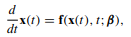 d/dt x(t) = f(x(t), t; β),